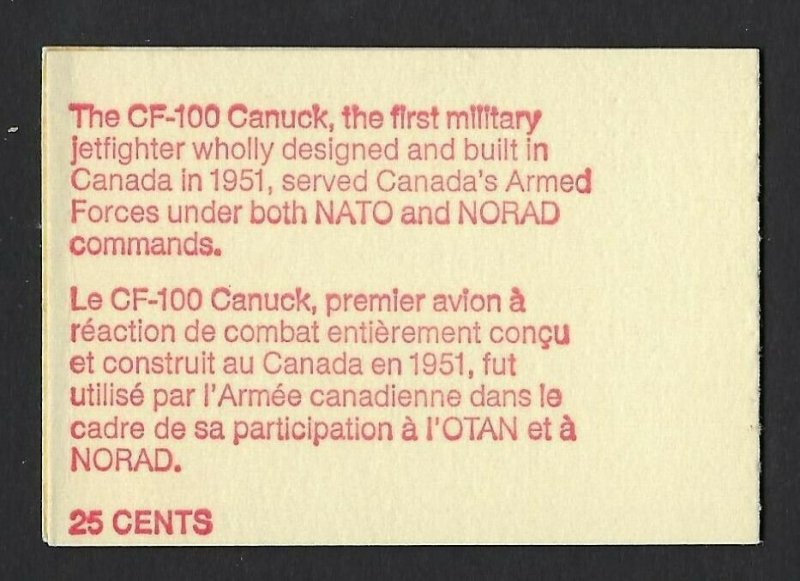 The CF-100 Canuck, the first military
jetfighter wholly designed and built in
Canada in 1951, served Canada's Armed
Forces under both NATO and NORAD
commands.
Le CF-100 Canuck, premier avion à
réaction de combat entièrement conçu
et construit au Canada en 1951, fut
utilisé par l'Armée canadienne dans le
cadre de sa participation à l'OTAN et à
NORAD.
25 CENTS